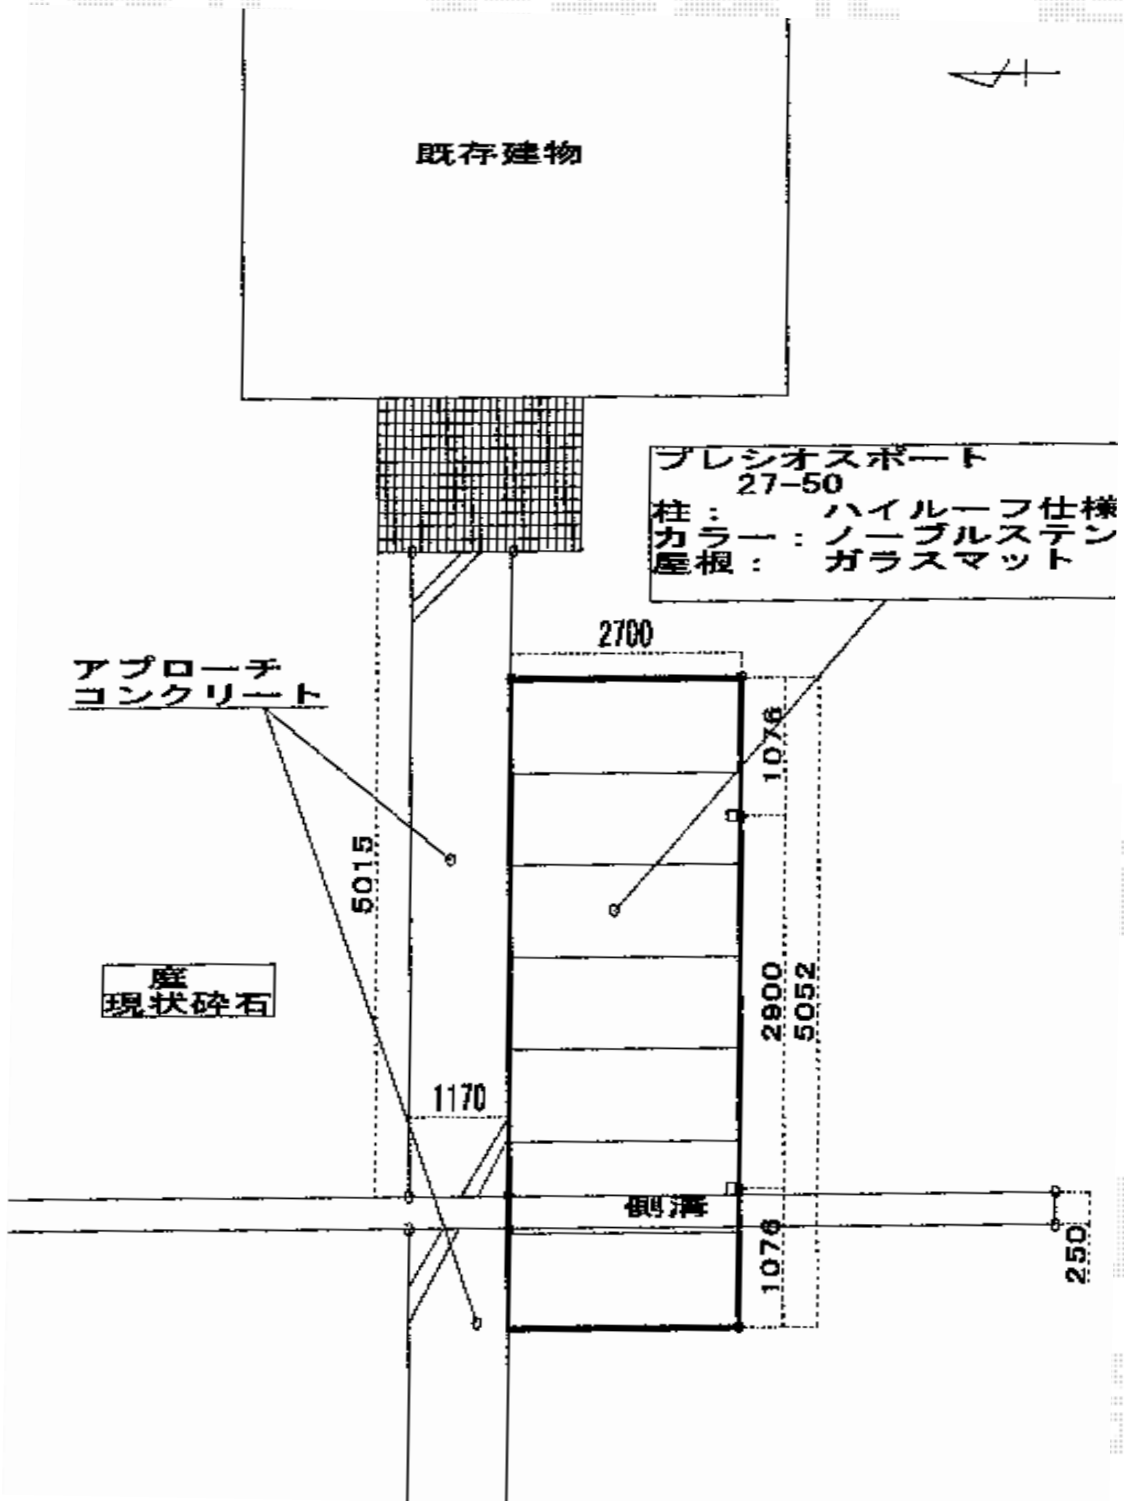 既存建物
プレシオスポート
27-50
柱： ハイルーフ仕様
カラー：ノーブルステン
屋根： ガラスマット
2700
アプローチ
コンクリート
1076
5015
庭
現状砕石
2900
5052
1170
側溝
1076
250